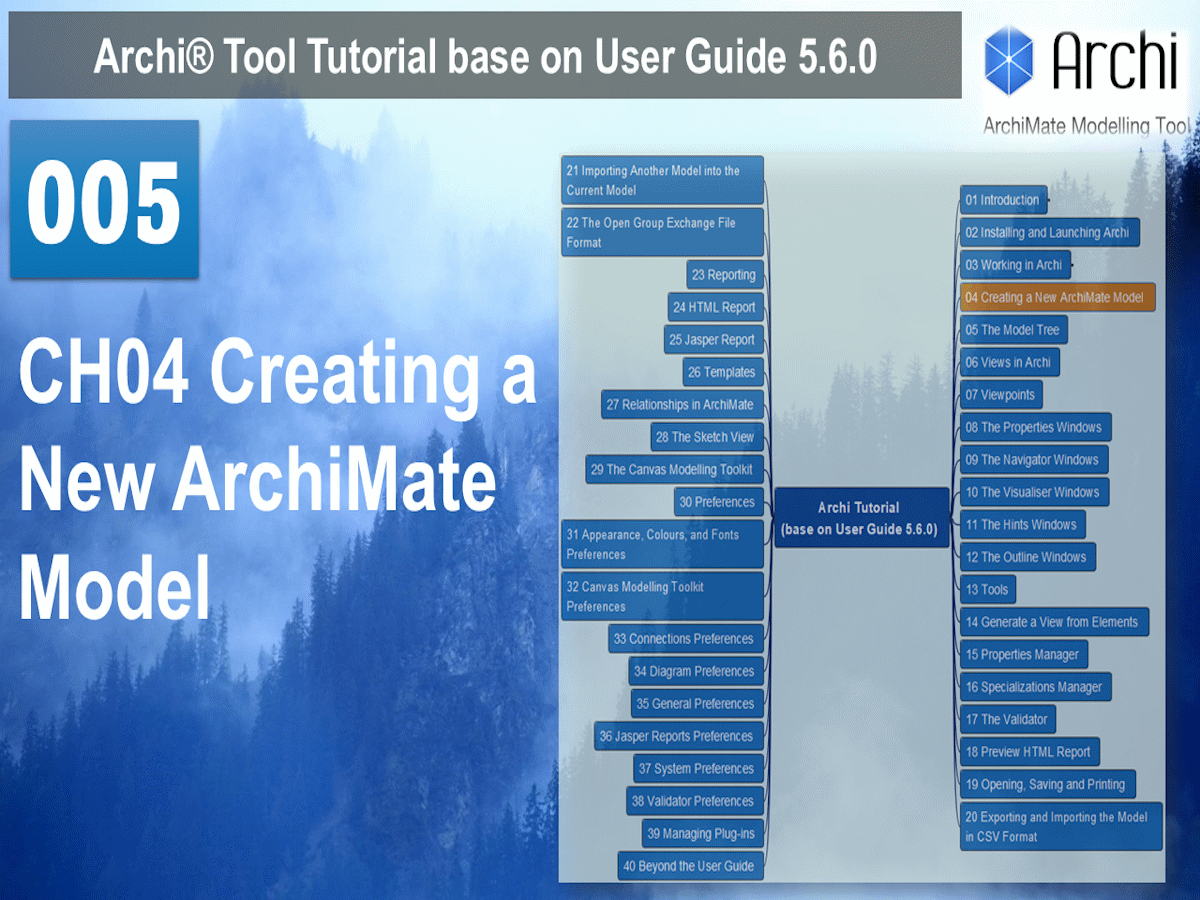 Archi® Tool Tutorial base on User Guide 5.6.0
Archi
ArchiMate Modelling Tool
005
CH04 Creating a
New ArchiMate
Model
21 Importing Another Model into the
Current Model
22 The Open Group Exchange File
Format
23 Reporting
24 HTML Report
25 Jasper Report
26 Templates
27 Relationships in ArchiMate
28 The Sketch View
29 The Canvas Modelling Toolkit
30 Preferences
31 Appearance, Colours, and Fonts
Preferences
32 Canvas Modelling Toolkit
Preferences
33 Connections Preferences
34 Diagram Preferences
35 General Preferences
36 Jasper Reports Preferences
37 System Preferences
38 Validator Preferences
39 Managing Plug-ins
40 Beyond the User Guide
Archi Tutorial
(base on User Guide 5.6.0)
01 Introduction
02 Installing and Launching Archi
03 Working in Archi
04 Creating a New ArchiMate Model
05 The Model Tree
06 Views in Archi
07 Viewpoints
08 The Properties Windows
09 The Navigator Windows
10 The Visualiser Windows
11 The Hints Windows
12 The Outline Windows
13 Tools
14 Generate a View from Elements
15 Properties Manager
16 Specializations Manager
17 The Validator
18 Preview HTML Report
19 Opening, Saving and Printing
20 Exporting and Importing the Model
in CSV Format